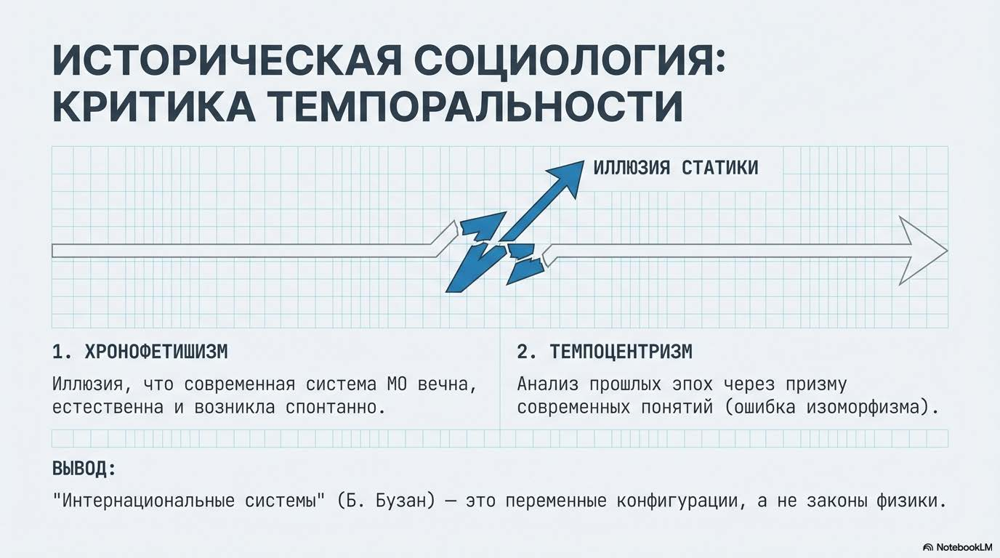 ИСТОРИЧЕСКАЯ СОЦИОЛОГИЯ:
КРИТИКА ТЕМПОРАЛЬНОСТИ
ИЛЛЮЗИЯ СТАТИКИ
1. ХРОНОФЕТИШИЗМ
Иллюзия, что современная система МО вечна,
естественна и возникла спонтанно.
2. ТЕМПОЦЕНТРИЗМ
Анализ прошлых эпох через призму
современных понятий (ошибка изоморфизма).
ВЫВОД:
"Интернациональные системы" (Б. Бузан) — это переменные конфигурации, а не законы физики.
NotebookLM